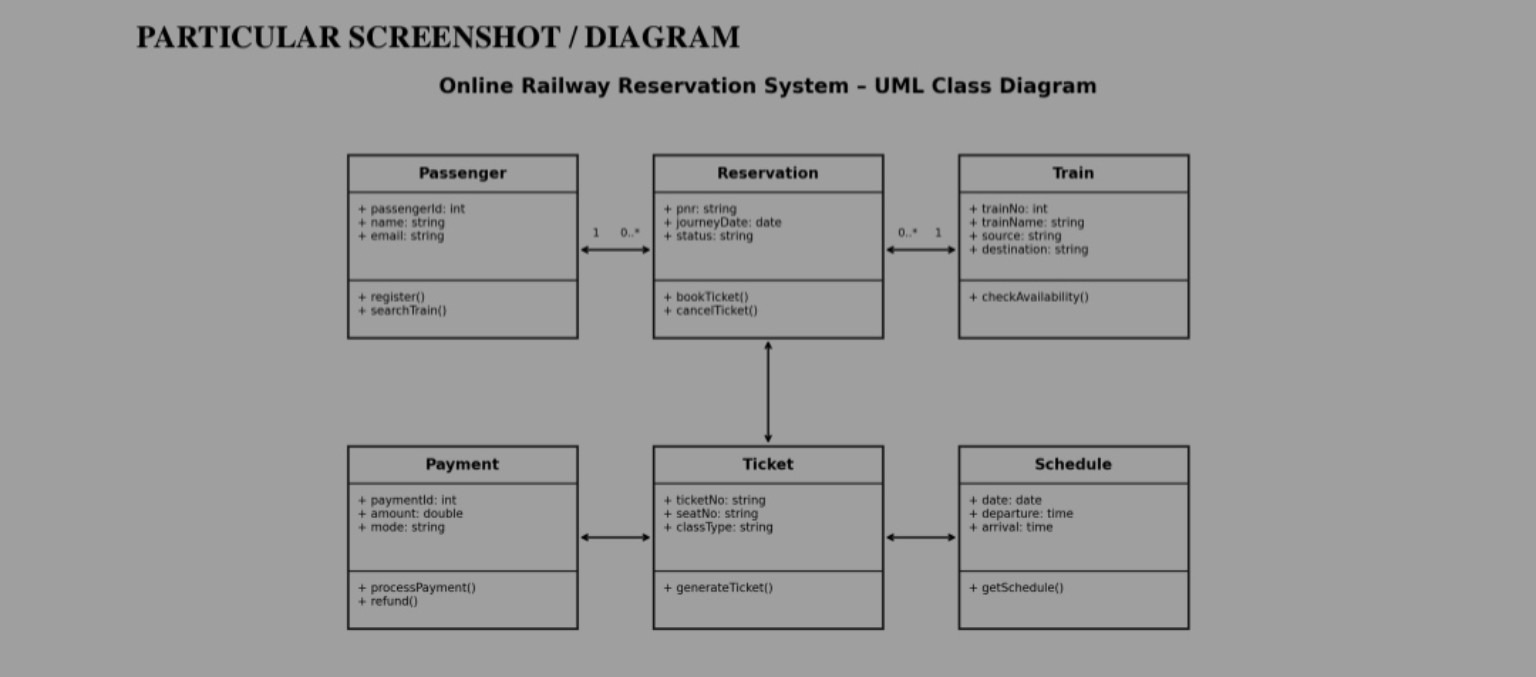 PARTICULAR SCREENSHOT / DIAGRAM
Online Railway Reservation System – UML Class Diagram
Passenger
+ passengerId: int
+ name: string
+ email: string
+ register()
+ searchTrain()
1 0..*
Reservation
+ pnr: string
+ journeyDate: date
+ status: string
+ bookTicket()
+ cancelTicket()
0..* 1
Train
+ trainNo: int
+ trainName: string
+ source: string
+ destination: string
+ checkAvailability()
Payment
+ paymentId: int
+ amount: double
+ mode: string
+ processPayment()
+ refund()
Ticket
+ ticketNo: string
+ seatNo: string
+ classType: string
+ generateTicket()
Schedule
+ date: date
+ departure: time
+ arrival: time
+ getSchedule()